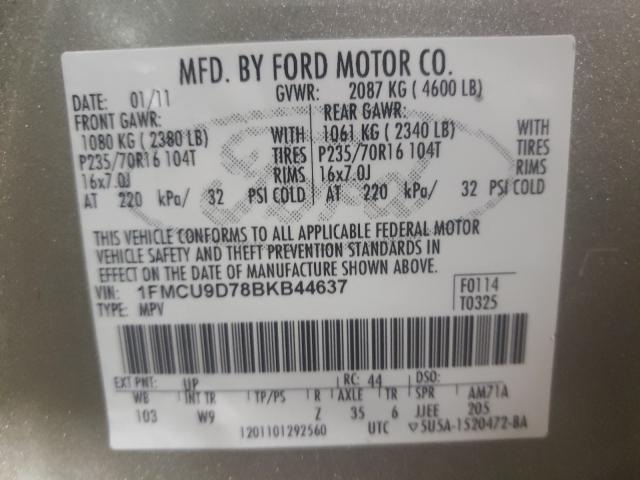 MFD. BY FORD MOTOR CO.
DATE: 01/11 GVWR: 2087 KG ( 4600 LB)
FRONT GAWR: REAR GAWR:
1080 KG ( 2380 LB) WITH 1061 KG ( 2340 LB) WITH
P235/70R16 104T TIRES P235/70R16 104T TIRES
16x7.0J RIMS 16x7.0J RIMS
AT 220 kPa/ 32 PSI COLD AT 220 kPa/ 32 PSI COLD
THIS VEHICLE CONFORMS TO ALL APPLICABLE FEDERAL MOTOR
VEHICLE SAFETY AND THEFT PREVENTION STANDARDS IN
EFFECT ON THE DATE OF MANUFACTURE SHOWN ABOVE.
VIN: 1FMCU9D78BKB44637 F0114
TYPE: MPV T0325
EXT PNT: UP RC: 44 DSO:
WB INT TR TP/PS R AXLE TR SPR AM71A
103 W9 Z 35 6 JJEE 205
1201101292560 UTC ▽5U5A-1520472-BA
Ford